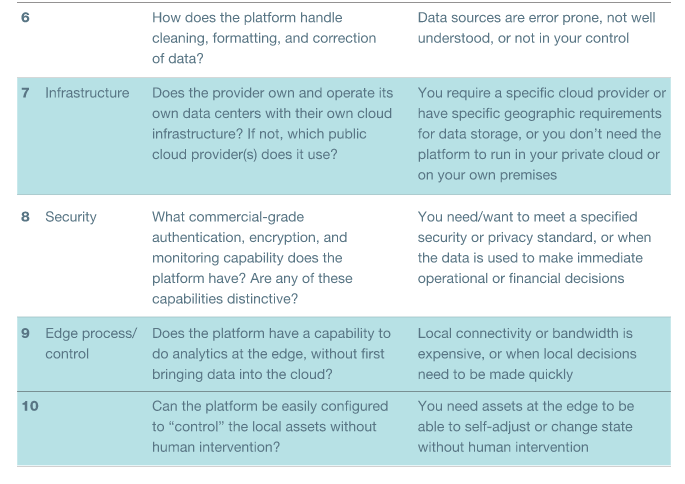 6 How does the platform handle Data sources are error prone, not well
cleaning, formatting, and correction understood, or not in your control
of data?
7 Infrastructure Does the provider own and operate its You require a specific cloud provider or
own data centers with their own cloud have specific geographic requirements
infrastructure? If not, which public for data storage, or you don’t need the
cloud provider(s) does it use? platform to run in your private cloud or
on your own premises
8 Security What commercial-grade You need/want to meet a specified
authentication, encryption, and security or privacy standard, or when
monitoring capability does the the data is used to make immediate
platform have? Are any of these operational or financial decisions
capabilities distinctive?
9 Edge process/ Does the platform have a capability to Local connectivity or bandwidth is
control do analytics at the edge, without first expensive, or when local decisions
bringing data into the cloud? need to be made quickly
10 Can the platform be easily configured You need assets at the edge to be
to “control” the local assets without able to self-adjust or change state
human intervention? without human intervention